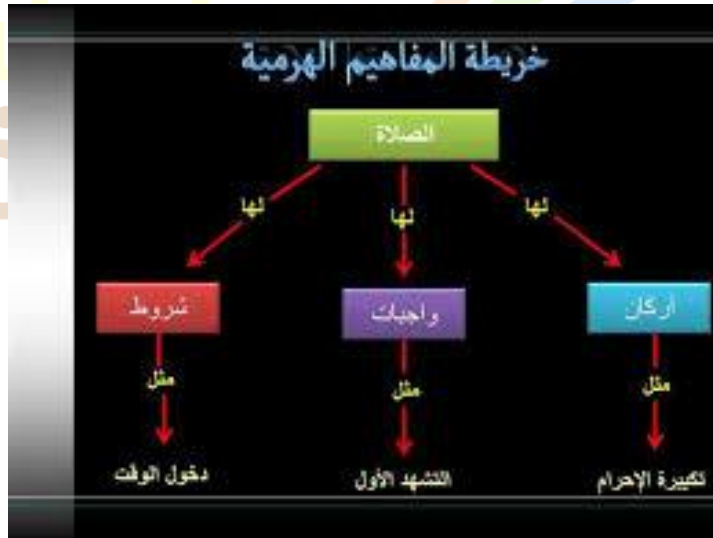 خريطة المفاهيم الهرمية
الصلاة
لها
لها
لها
أركان
واجبات
شروط
مثل
مثل
مثل
تكبيرة الإحرام
التشهد الأول
دخول الوقت